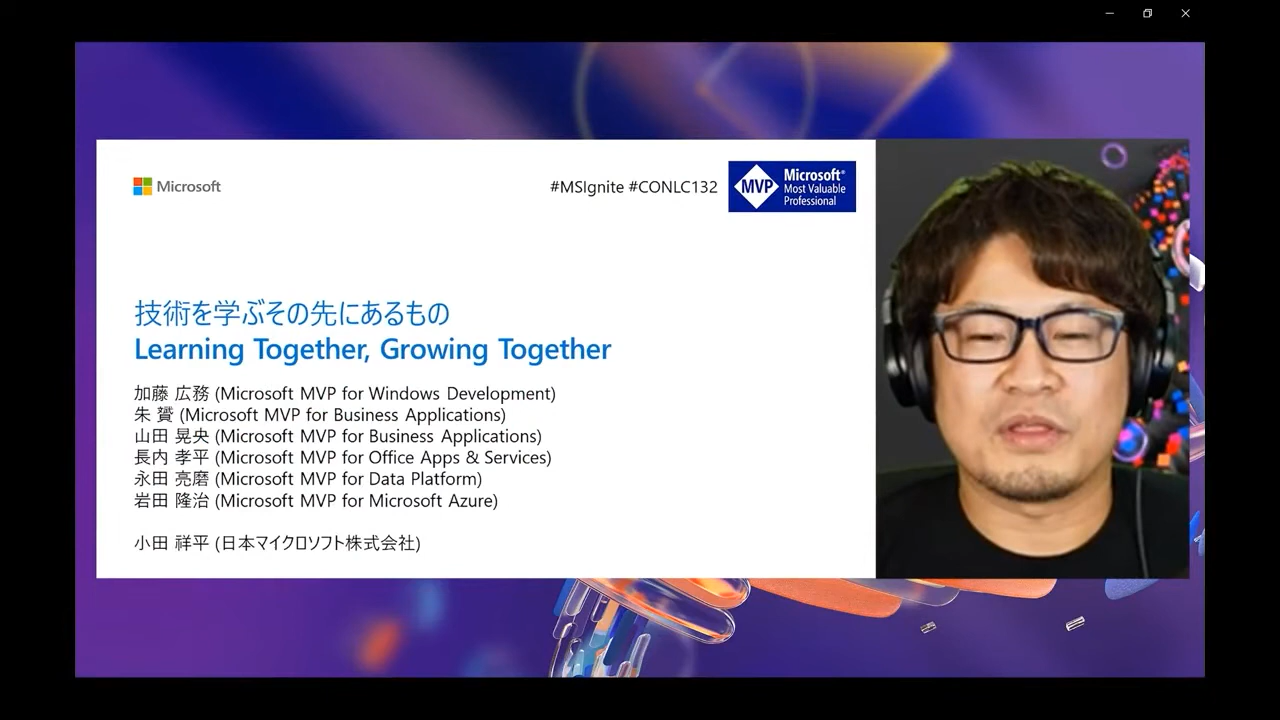 Microsoft
#MSIgnite #CONLC132
MVP
Microsoft®
Most Valuable
Professional
技術を学ぶその先にあるもの
Learning Together, Growing Together
加藤 広務 (Microsoft MVP for Windows Development)
朱 贇 (Microsoft MVP for Business Applications)
山田 晃央 (Microsoft MVP for Business Applications)
長内 孝平 (Microsoft MVP for Office Apps & Services)
永田 亮磨 (Microsoft MVP for Data Platform)
岩田 隆治 (Microsoft MVP for Microsoft Azure)
小田 祥平 (日本マイクロソフト株式会社)